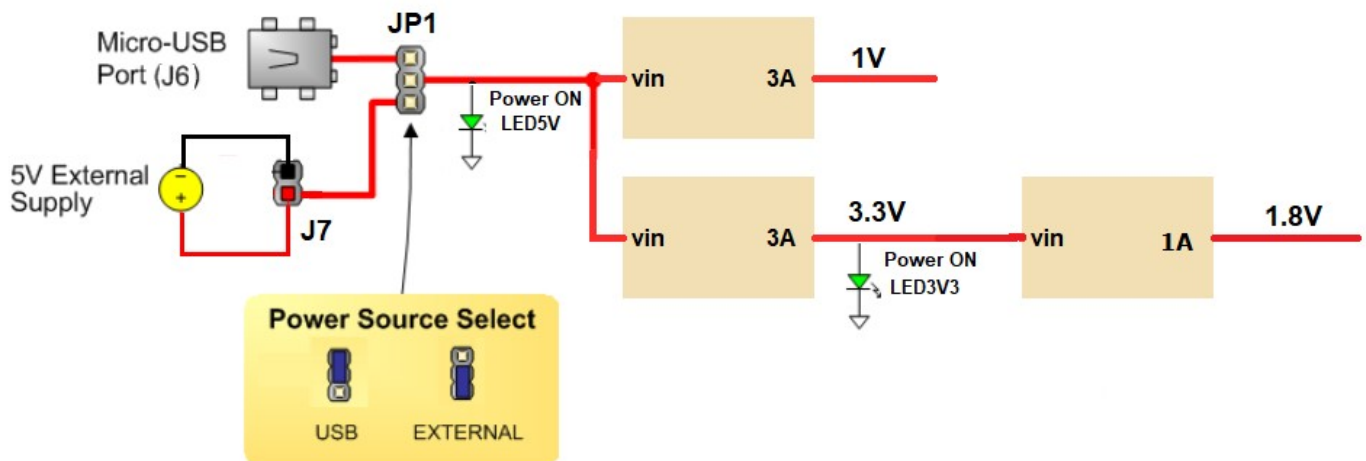 Micro-USB
Port (J6)
JP1
5V External
Supply
J7
Power ON
LED5V
vin
3A
1V
vin
3A
3.3V
Power ON
LED3V3
vin
1A
1.8V
Power Source Select
USB
EXTERNAL